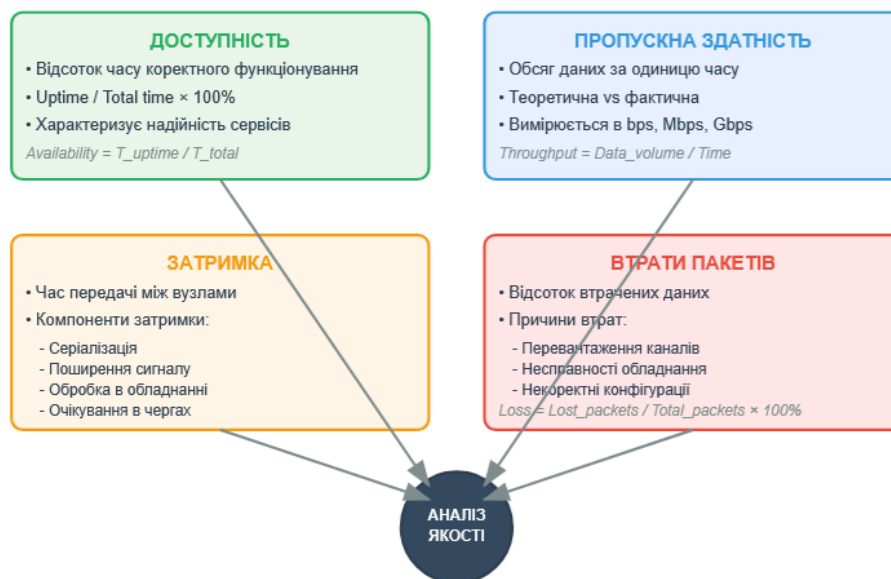 ДОСТУПНІСТЬ
• Відсоток часу коректного функціонування
• Uptime / Total time × 100%
• Характеризує надійність сервісів
Availability = T_uptime / T_total
ПРОПУСКНА ЗДАТНІСТЬ
• Обсяг даних за одиницю часу
• Теоретична vs фактична
• Вимірюється в bps, Mbps, Gbps
Throughput = Data_volume / Time
ЗАТРИМКА
• Час передачі між вузлами
• Компоненти затримки:
- Серіалізація
- Поширення сигналу
- Обробка в обладнанні
- Очікування в чергах
ВТРАТИ ПАКЕТІВ
• Відсоток втрачених даних
• Причини втрат:
- Перевантаження каналів
- Несправності обладнання
- Некоректні конфігурації
Loss = Lost_packets / Total_packets × 100%
АНАЛІЗ
ЯКОСТІ